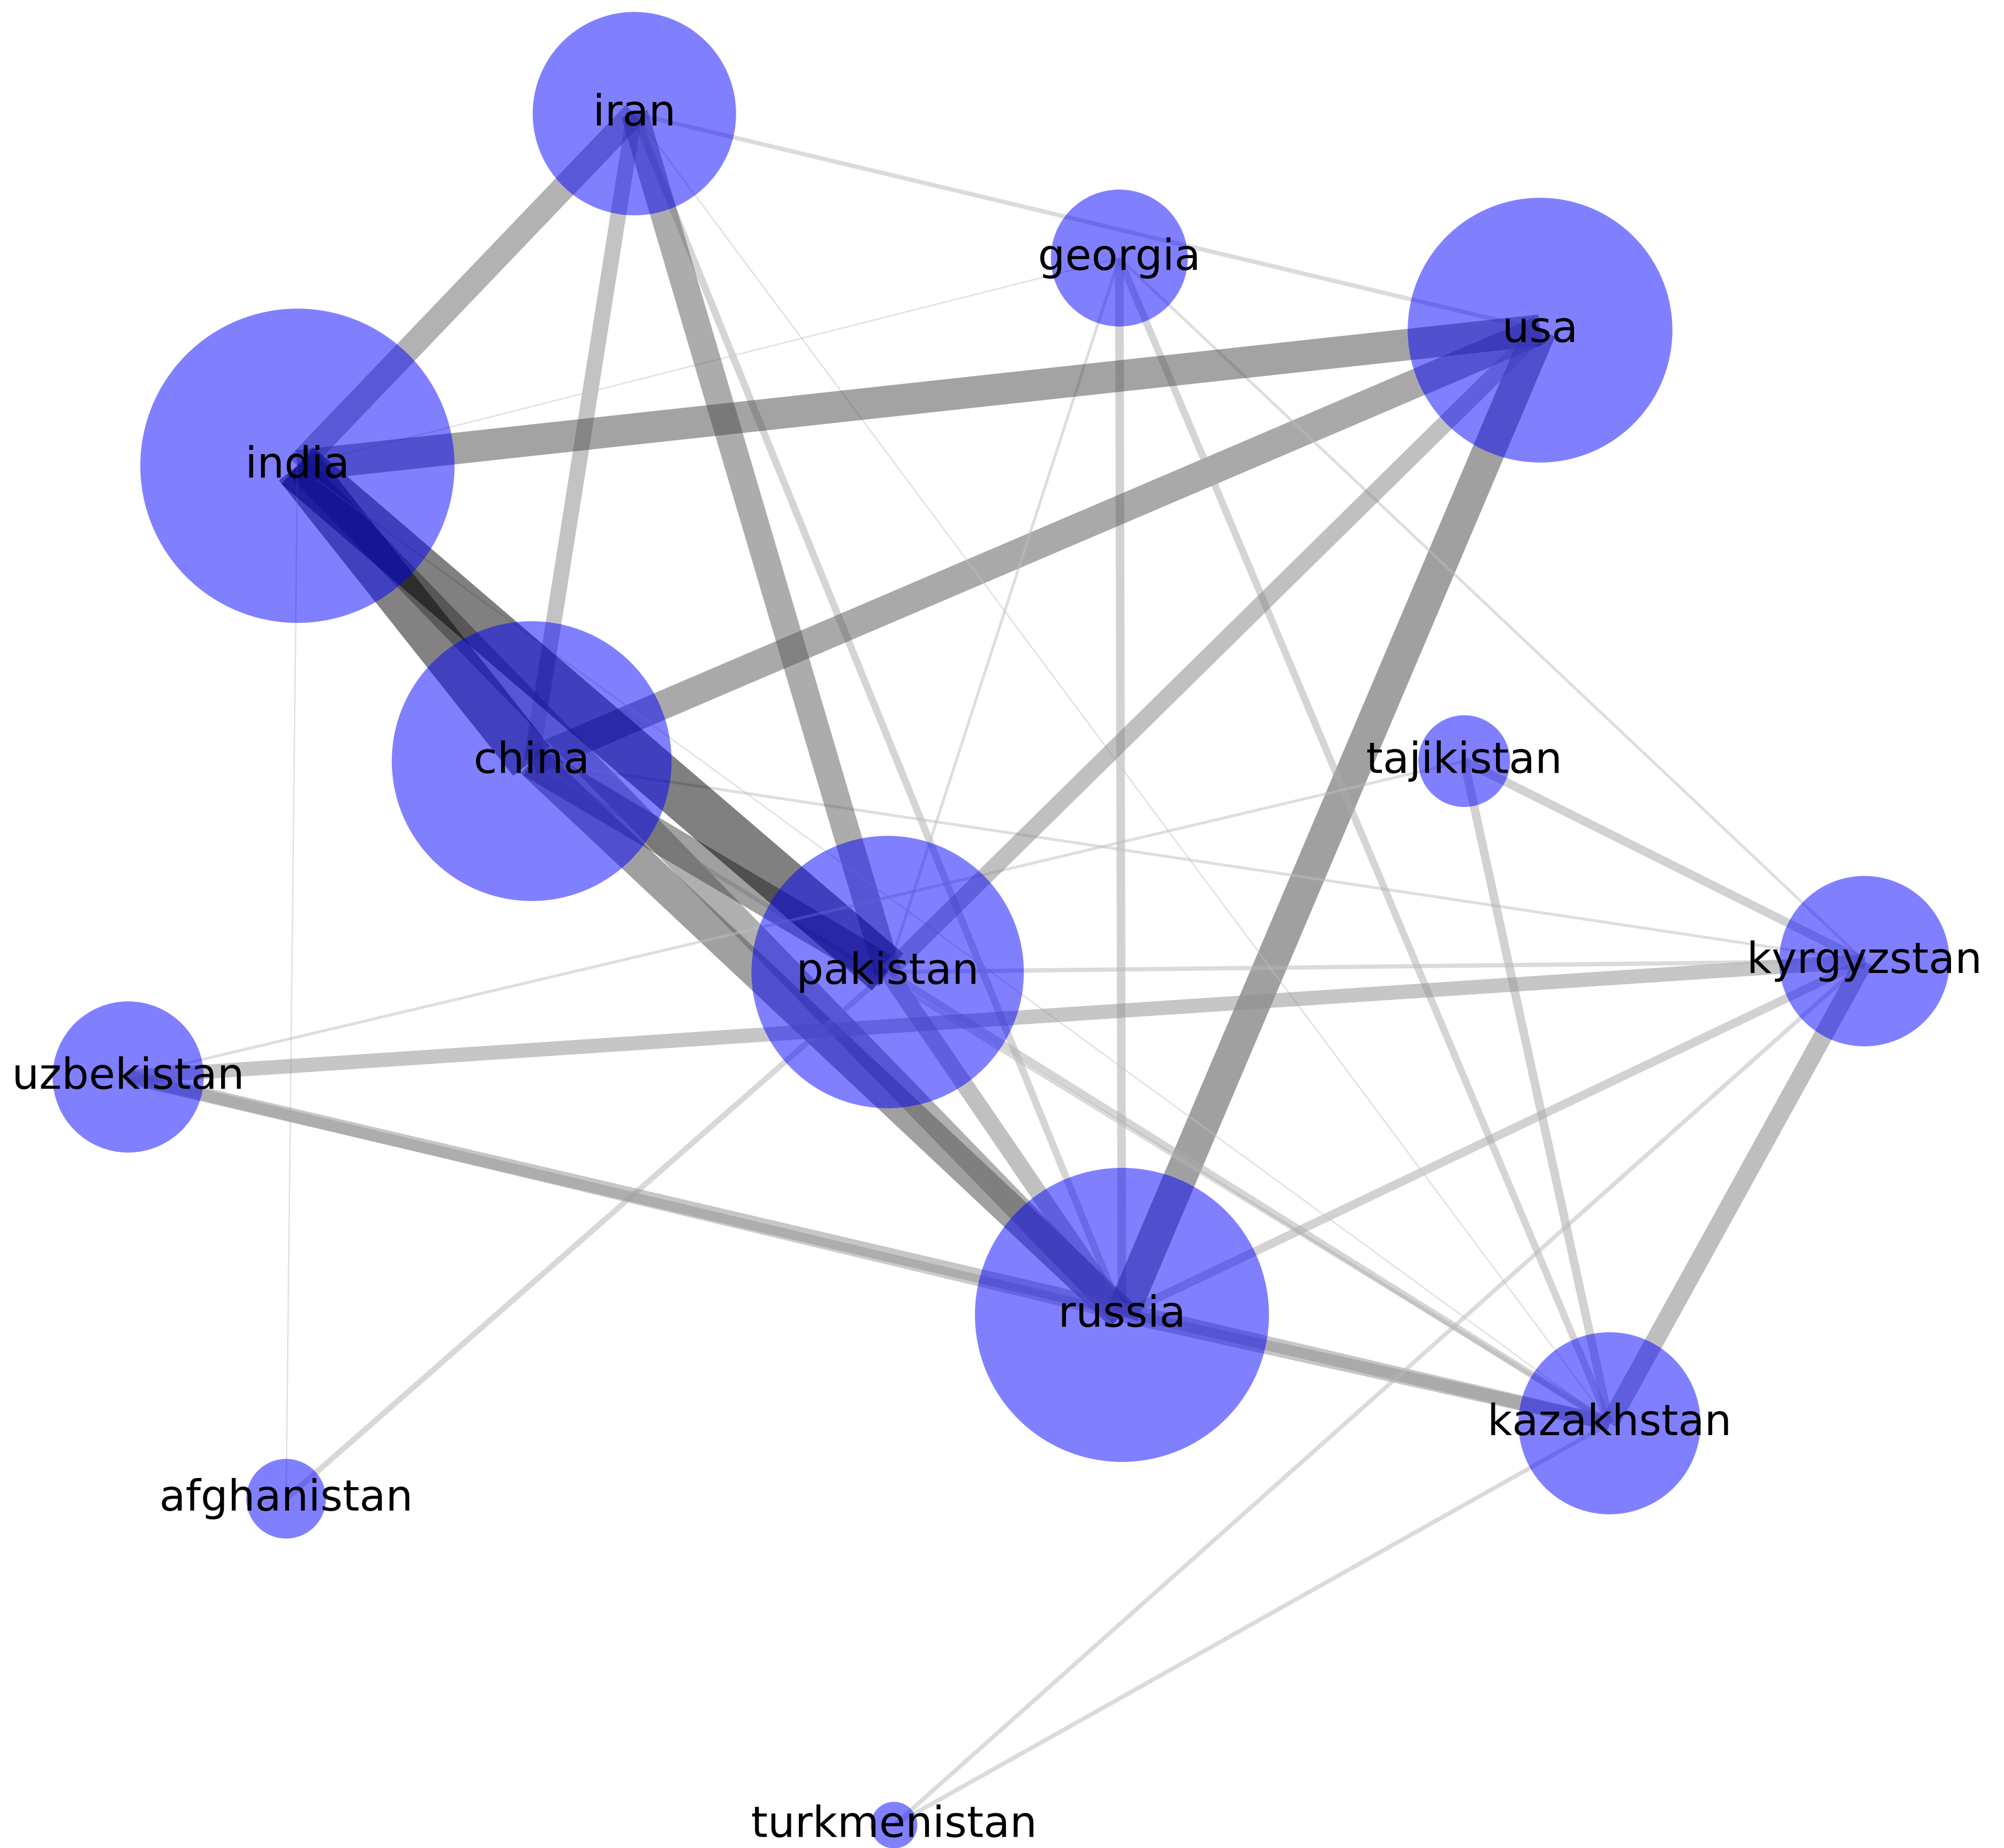 iran
georgia
usa
india
china
tajikistan
pakistan
kyrgyzstan
uzbekistan
russia
kazakhstan
afghanistan
turkmenistan